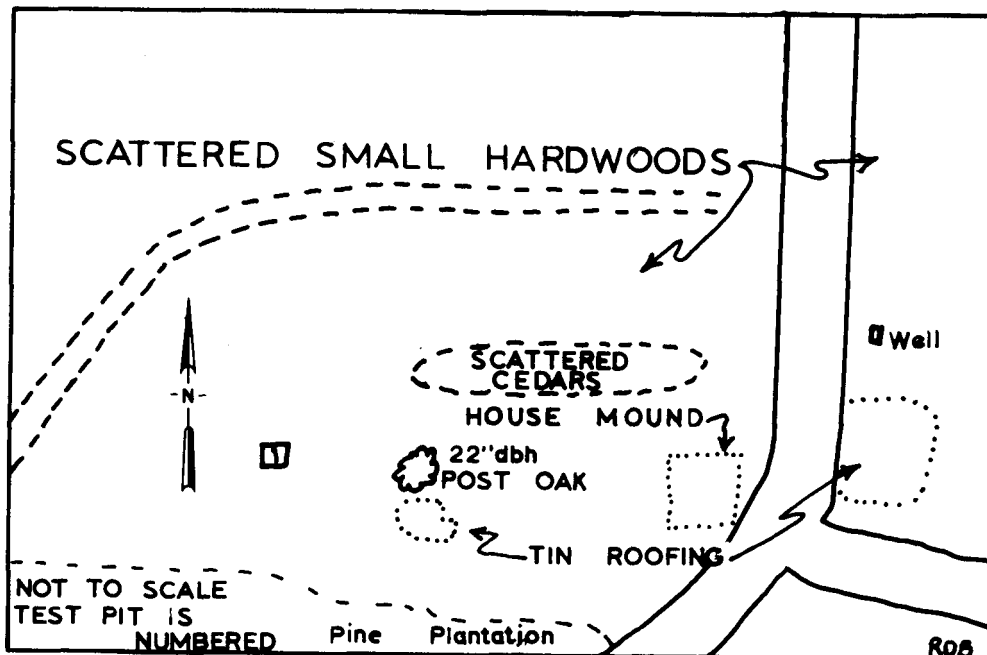 SCATTERED SMALL HARDWOODS
Well
SCATTERED
CEDARS
HOUSE MOUND
-N-
1
22"dbh
POST OAK
TIN ROOFING
NOT TO SCALE
TEST PIT IS
NUMBERED
Pine Plantation
RDB